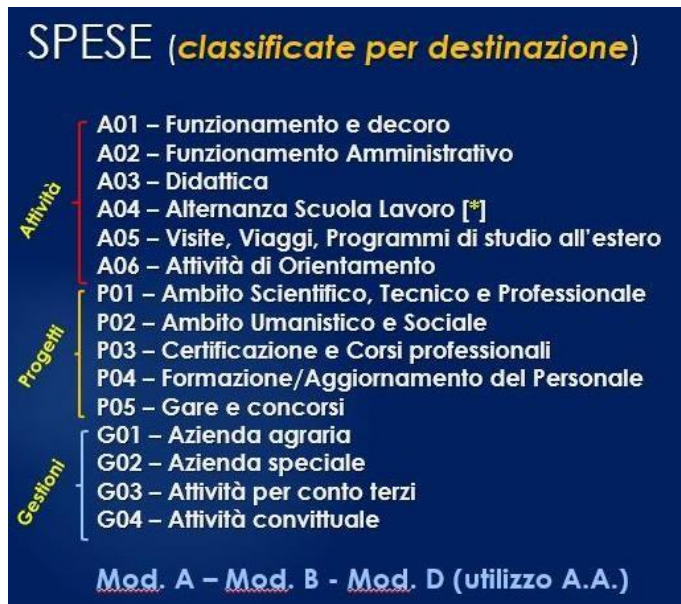 SPESE (classificate per destinazione)
Attività
A01 – Funzionamento e decoro
A02 – Funzionamento Amministrativo
A03 – Didattica
A04 – Alternanza Scuola Lavoro [*]
A05 – Visite, Viaggi, Programmi di studio all'estero
A06 – Attività di Orientamento
Progetti
P01 – Ambito Scientifico, Tecnico e Professionale
P02 – Ambito Umanistico e Sociale
P03 – Certificazione e Corsi professionali
P04 – Formazione/Aggiornamento del Personale
P05 – Gare e concorsi
Gestioni
G01 – Azienda agraria
G02 – Azienda speciale
G03 – Attività per conto terzi
G04 – Attività convittuale
Mod. A – Mod. B - Mod. D (utilizzo A.A.)